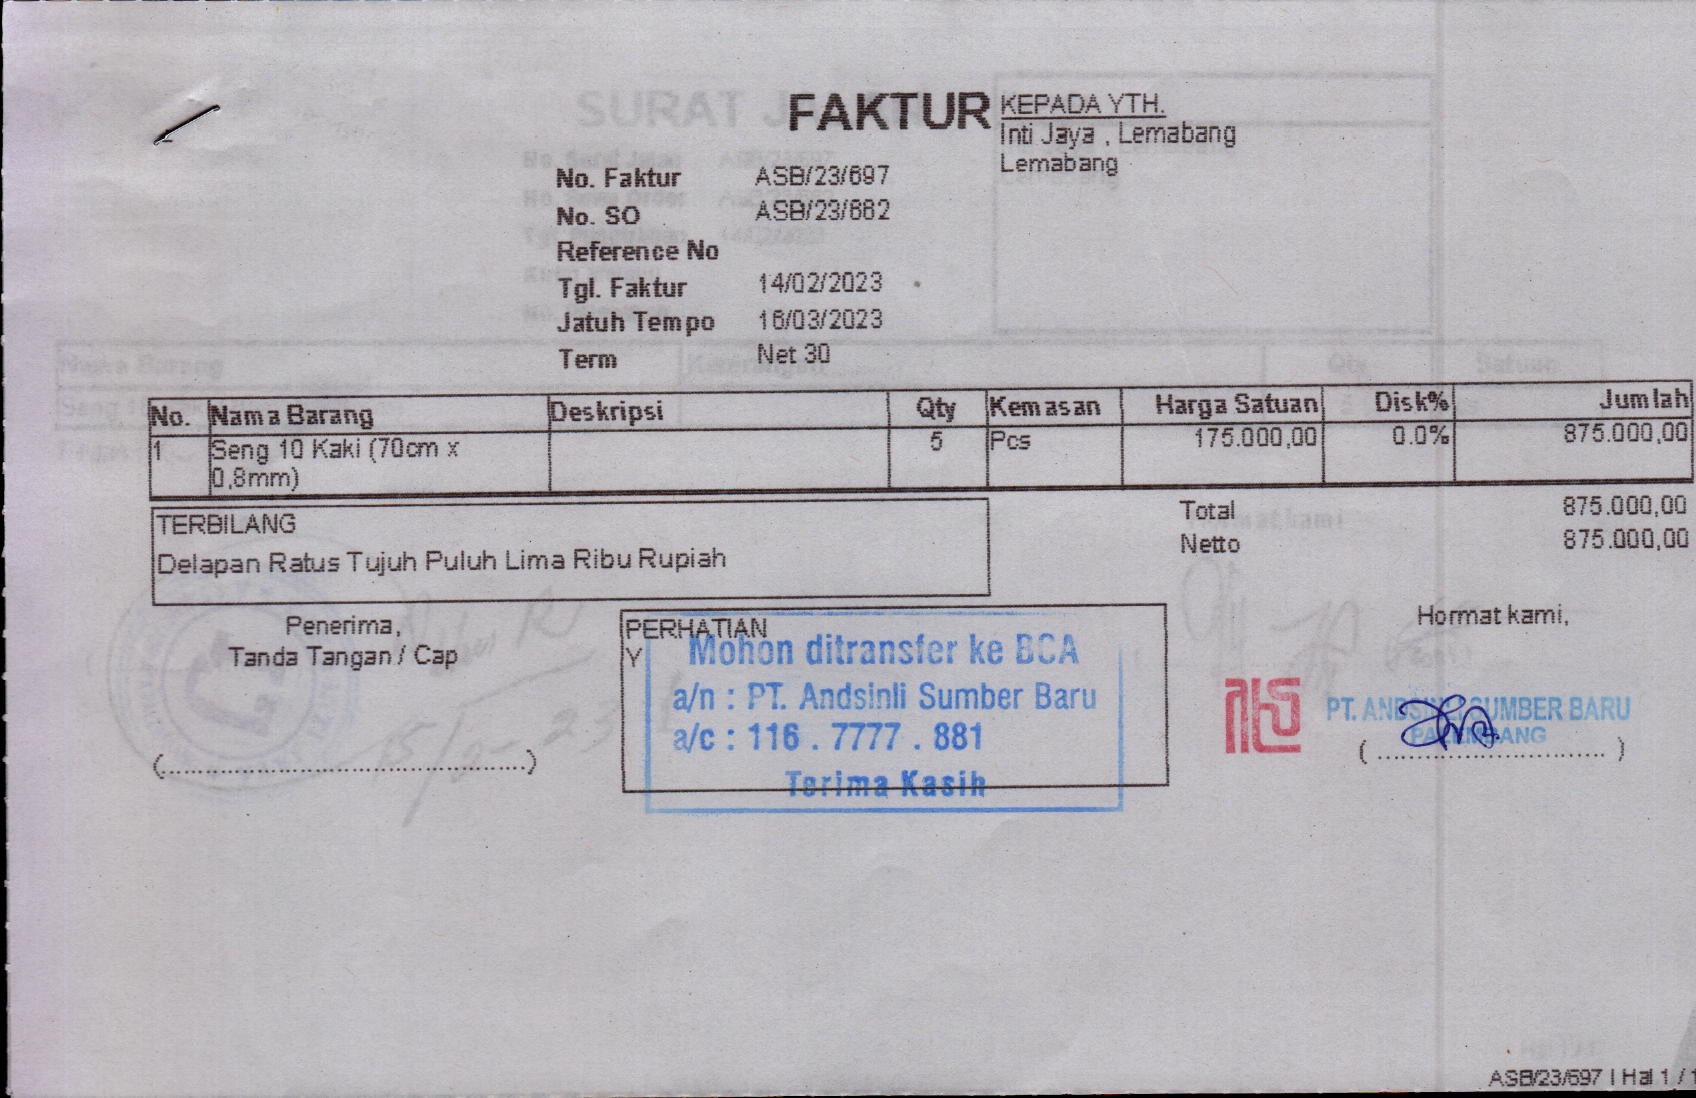 FAKTUR
KEPADA YTH.
Inti Jaya , Lemabang
Lemabang
No. Faktur ASB/23/697
No. SO ASB/23/682
Reference No
Tgl. Faktur 14/02/2023
Jatuh Tempo 16/03/2023
Term Net 30
No. Nama Barang Deskripsi Qty Kemasan Harga Satuan Disk% Jumlah
1 Seng 10 Kaki (70cm x 5 Pcs 175.000,00 0.0% 875.000,00
0,8mm)
TERBILANG
Delapan Ratus Tujuh Puluh Lima Ribu Rupiah
Total 875.000,00
Netto 875.000,00
Penerima,
Tanda Tangan / Cap
(..........................................)
PERHATIAN
Y
Mohon ditransfer ke BCA
a/n : PT. Andsinli Sumber Baru
a/c : 116 . 7777 . 881
Terima Kasih
Hormat kami,
PT. ANDSINLI SUMBER BARU
PALEMBANG
( ............................ )
ASB/23/697 | Hal 1 / 1